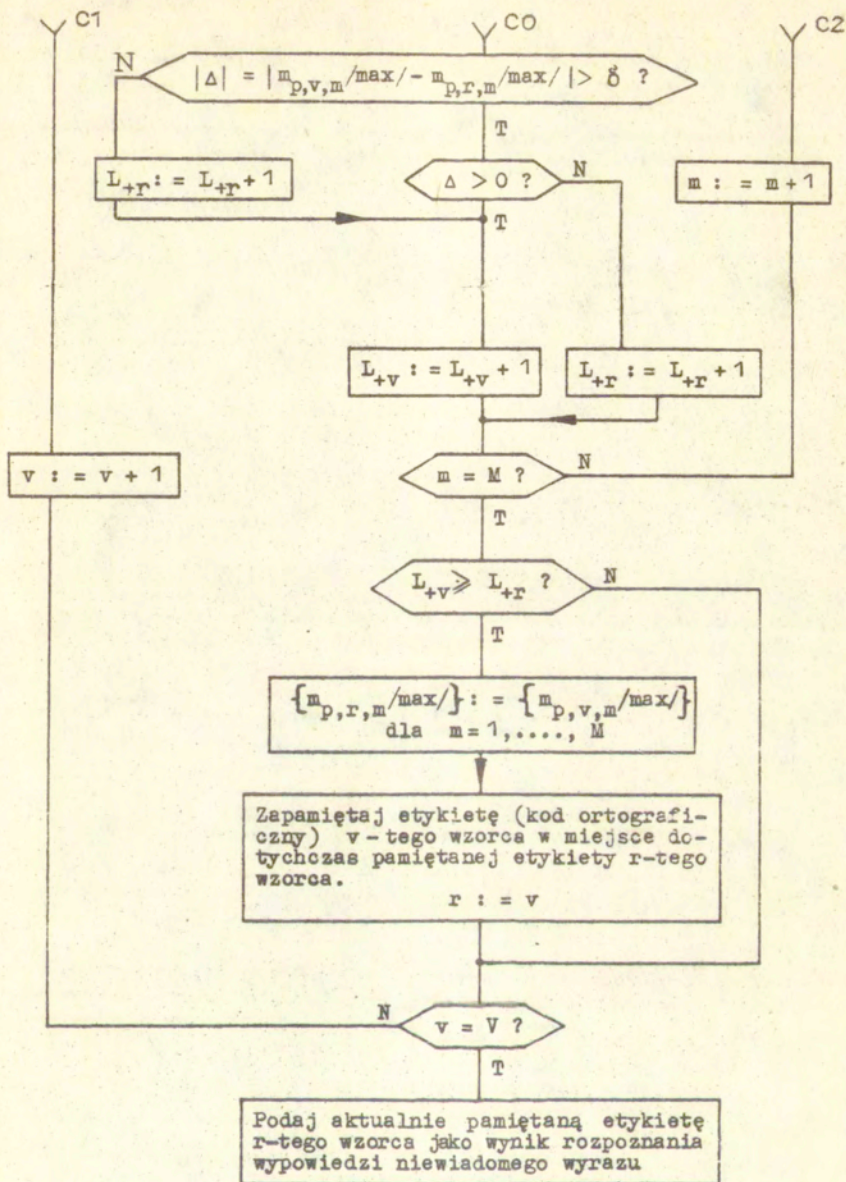 C1
C0
C2
N
|Δ| = |m_p,v,m/max/ - m_p,r,m/max/| > δ ?
T
L_+r : = L_+r + 1
Δ > 0 ?
N
m : = m+1
T
L_+v : = L_+v + 1
L_+r : = L_+r + 1
v : = v + 1
m = M ?
N
T
L_+v ⩾ L_+r ?
N
T
{m_p,r,m/max/} : = {m_p,v,m/max/}
dla m = 1,...., M
Zapamiętaj etykietę (kod ortografi-
czny) v-tego wzorca w miejsce do-
tychczas pamiętanej etykiety r-tego
wzorca.
r : = v
N
v = V ?
T
Podaj aktualnie pamiętaną etykietę
r-tego wzorca jako wynik rozpoznania
wypowiedzi niewiadomego wyrazu